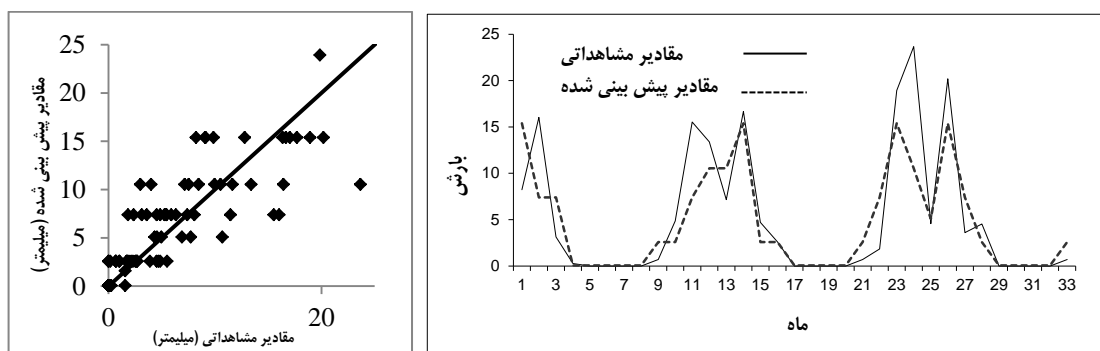 25
20
15
10
5
0
0 20
مقادیر پیش بینی شده (میلیمتر)
مقادیر مشاهداتی (میلیمتر)
25
20
15
10
5
0
مقادیر مشاهداتی
مقادیر پیش بینی شده
بارش
1 3 5 7 9 11 13 15 17 19 21 23 25 27 29 31 33
ماه